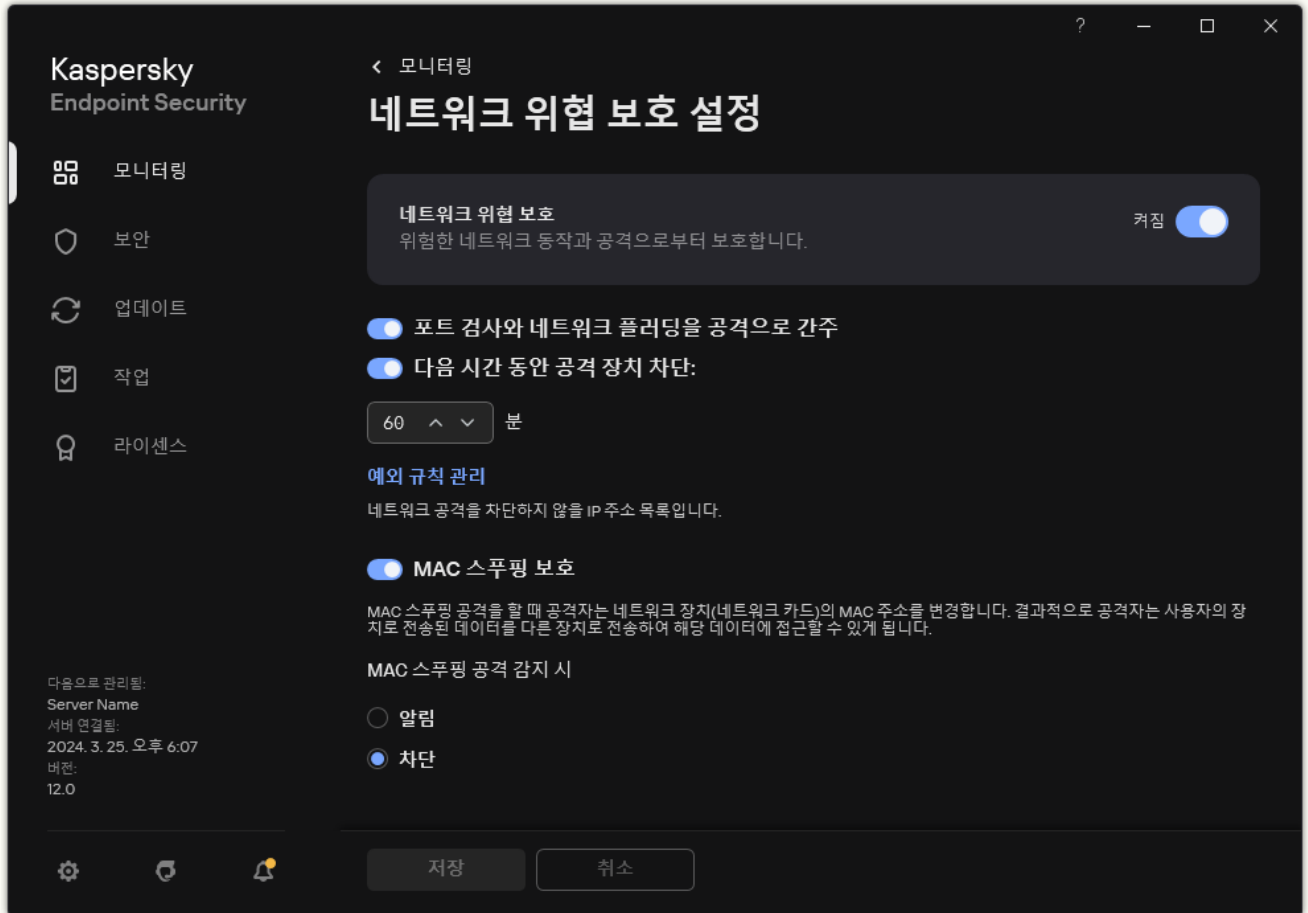 ?
Kaspersky
Endpoint Security
모니터링
보안
업데이트
작업
라이센스
다음으로 관리됨:
Server Name
서버 연결됨:
2024. 3. 25. 오후 6:07
버전:
12.0
모니터링
네트워크 위협 보호 설정
네트워크 위협 보호
위험한 네트워크 동작과 공격으로부터 보호합니다.
켜짐
포트 검사와 네트워크 플러딩을 공격으로 간주
다음 시간 동안 공격 장치 차단:
60 분
예외 규칙 관리
네트워크 공격을 차단하지 않을 IP 주소 목록입니다.
MAC 스푸핑 보호
MAC 스푸핑 공격을 할 때 공격자는 네트워크 장치(네트워크 카드)의 MAC 주소를 변경합니다. 결과적으로 공격자는 사용자의 장
치로 전송된 데이터를 다른 장치로 전송하여 해당 데이터에 접근할 수 있게 됩니다.
MAC 스푸핑 공격 감지 시
알림
차단
저장
취소